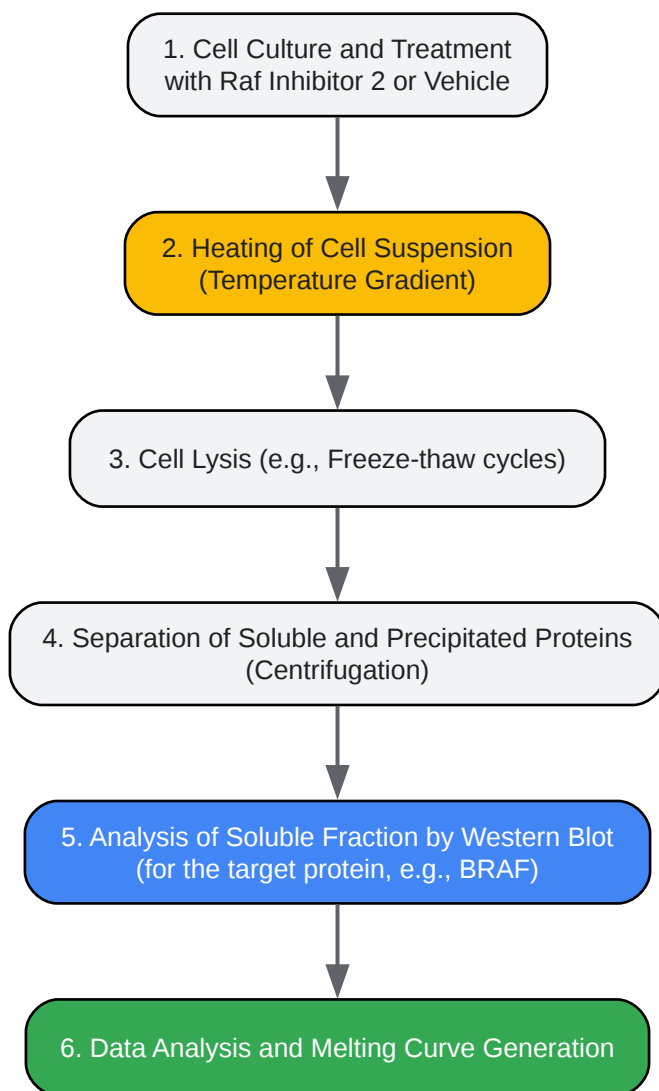 1. Cell Culture and Treatment
with Raf Inhibitor 2 or Vehicle
2. Heating of Cell Suspension
(Temperature Gradient)
3. Cell Lysis (e.g., Freeze-thaw cycles)
4. Separation of Soluble and Precipitated Proteins
(Centrifugation)
5. Analysis of Soluble Fraction by Western Blot
(for the target protein, e.g., BRAF)
6. Data Analysis and Melting Curve Generation